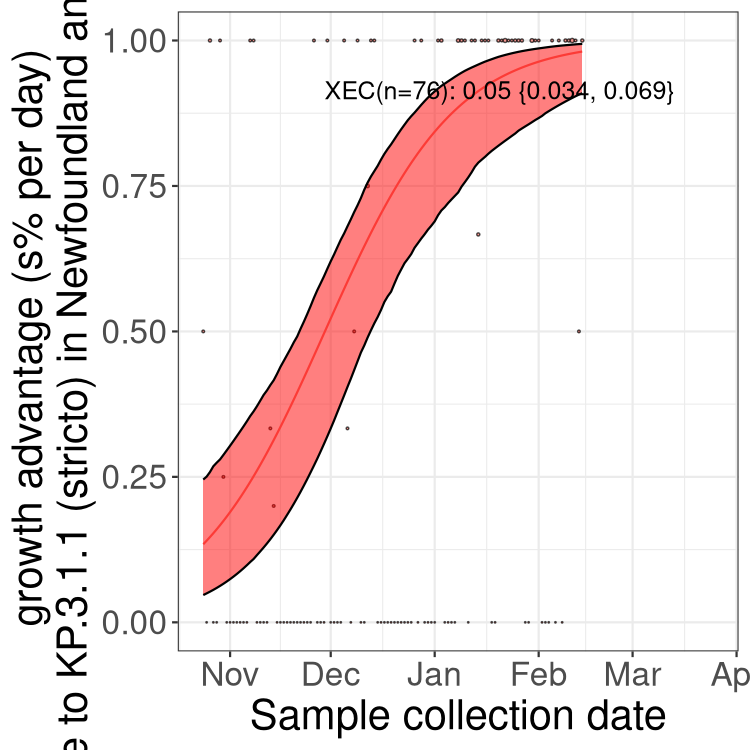 growth advantage (s% per day)
to KP.3.1.1 (stricto) in Newfoundland
1.00
0.75
0.50
0.25
0.00
XEC(n=76): 0.05 {0.034, 0.069}
Nov Dec Jan Feb Mar
Sample collection date